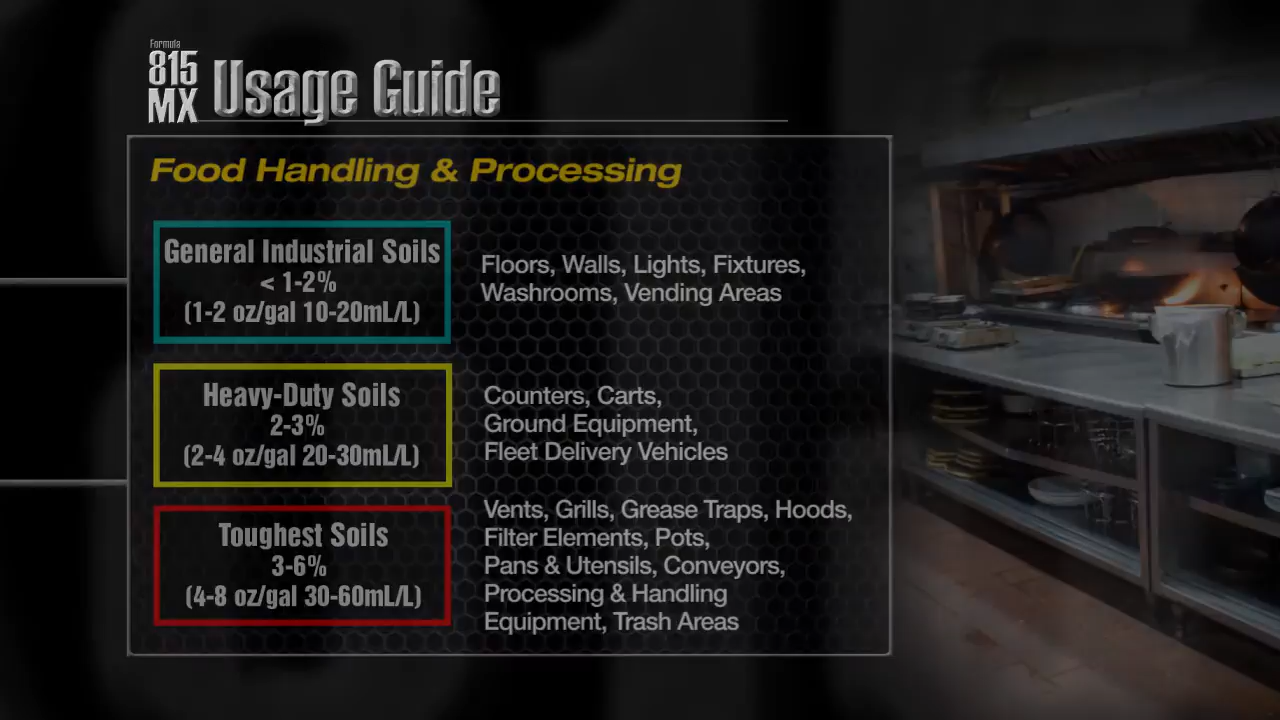 Formula
815
MX
Usage Guide
Food Handling & Processing
General Industrial Soils
< 1-2%
(1-2 oz/gal 10-20mL/L)
Floors, Walls, Lights, Fixtures,
Washrooms, Vending Areas
Heavy-Duty Soils
2-3%
(2-4 oz/gal 20-30mL/L)
Counters, Carts,
Ground Equipment,
Fleet Delivery Vehicles
Toughest Soils
3-6%
(4-8 oz/gal 30-60mL/L)
Vents, Grills, Grease Traps, Hoods,
Filter Elements, Pots,
Pans & Utensils, Conveyors,
Processing & Handling
Equipment, Trash Areas